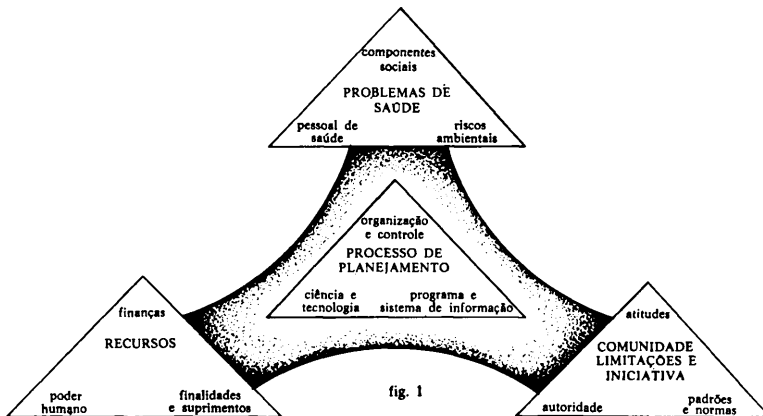 componentes
sociais
PROBLEMAS DE
SAÚDE
pessoal de
saúde
riscos
ambientais
organização
e controle
PROCESSO DE
PLANEJAMENTO
ciência e
tecnologia
programa e
sistema de informação
finanças
RECURSOS
poder
humano
finalidades
e suprimentos
atitudes
COMUNIDADE
LIMITAÇÕES E
INICIATIVA
autoridade
padrões
e normas
fig. 1